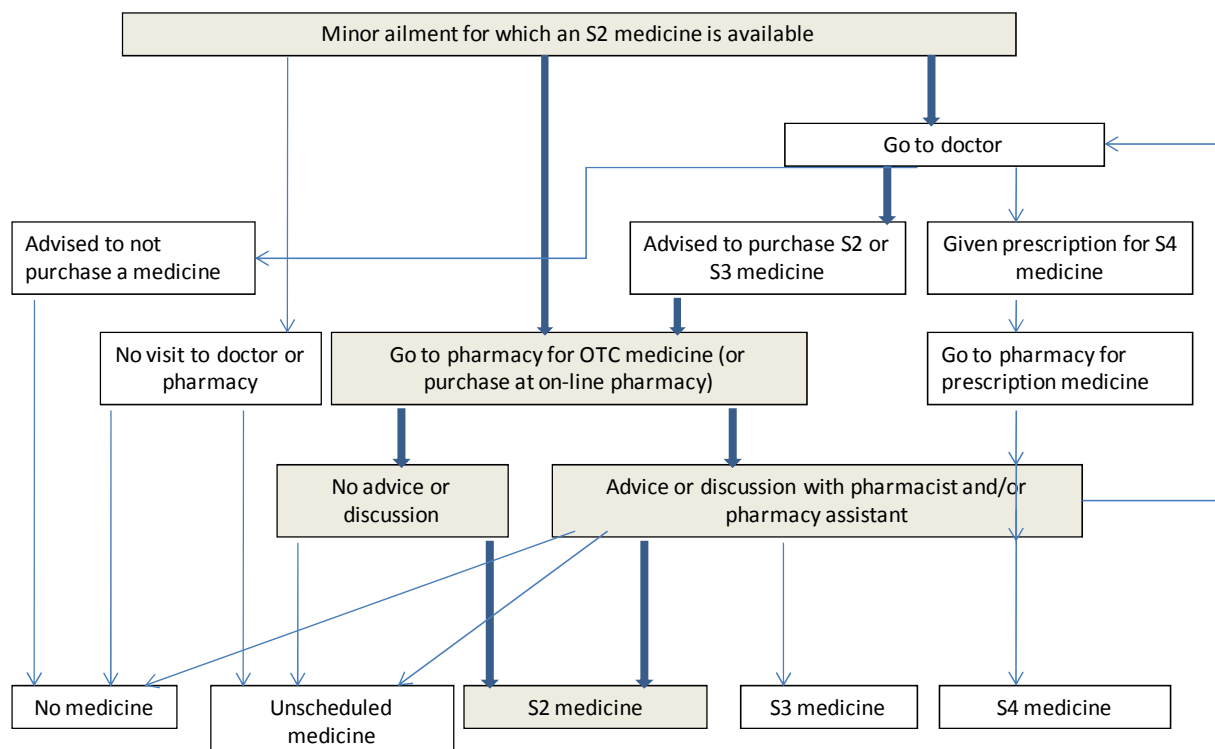 Minor ailment for which an S2 medicine is available
Go to doctor
Advised to not
purchase a medicine
Advised to purchase S2 or
S3 medicine
Given prescription for S4
medicine
No visit to doctor or
pharmacy
Go to pharmacy for OTC medicine (or
purchase at on-line pharmacy)
Go to pharmacy for
prescription medicine
No advice or
discussion
Advice or discussion with pharmacist and/or
pharmacy assistant
No medicine
Unscheduled
medicine
S2 medicine
S3 medicine
S4 medicine